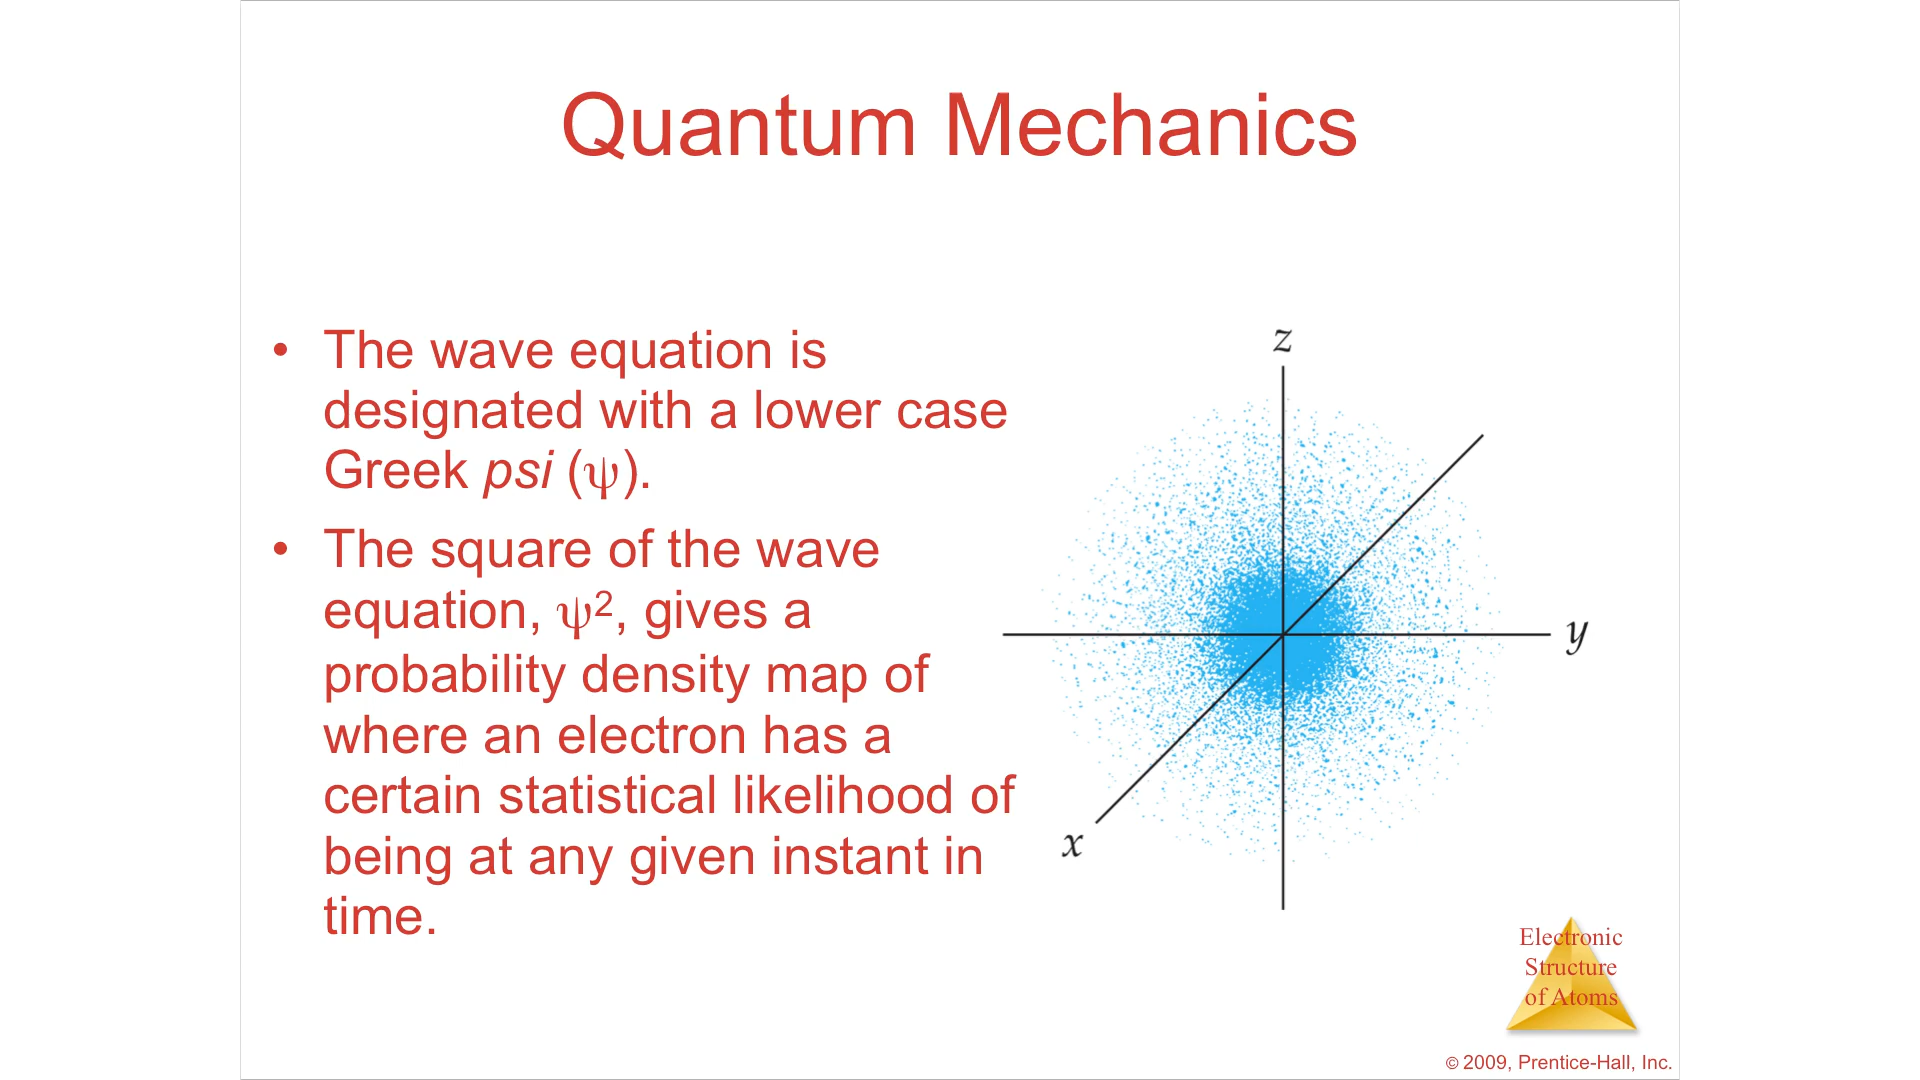 Quantum Mechanics
• The wave equation is
designated with a lower case
Greek psi (ψ).
• The square of the wave
equation, ψ², gives a
probability density map of
where an electron has a
certain statistical likelihood of
being at any given instant in
time.
z
y
x
Electronic
Structure
of Atoms
© 2009, Prentice-Hall, Inc.